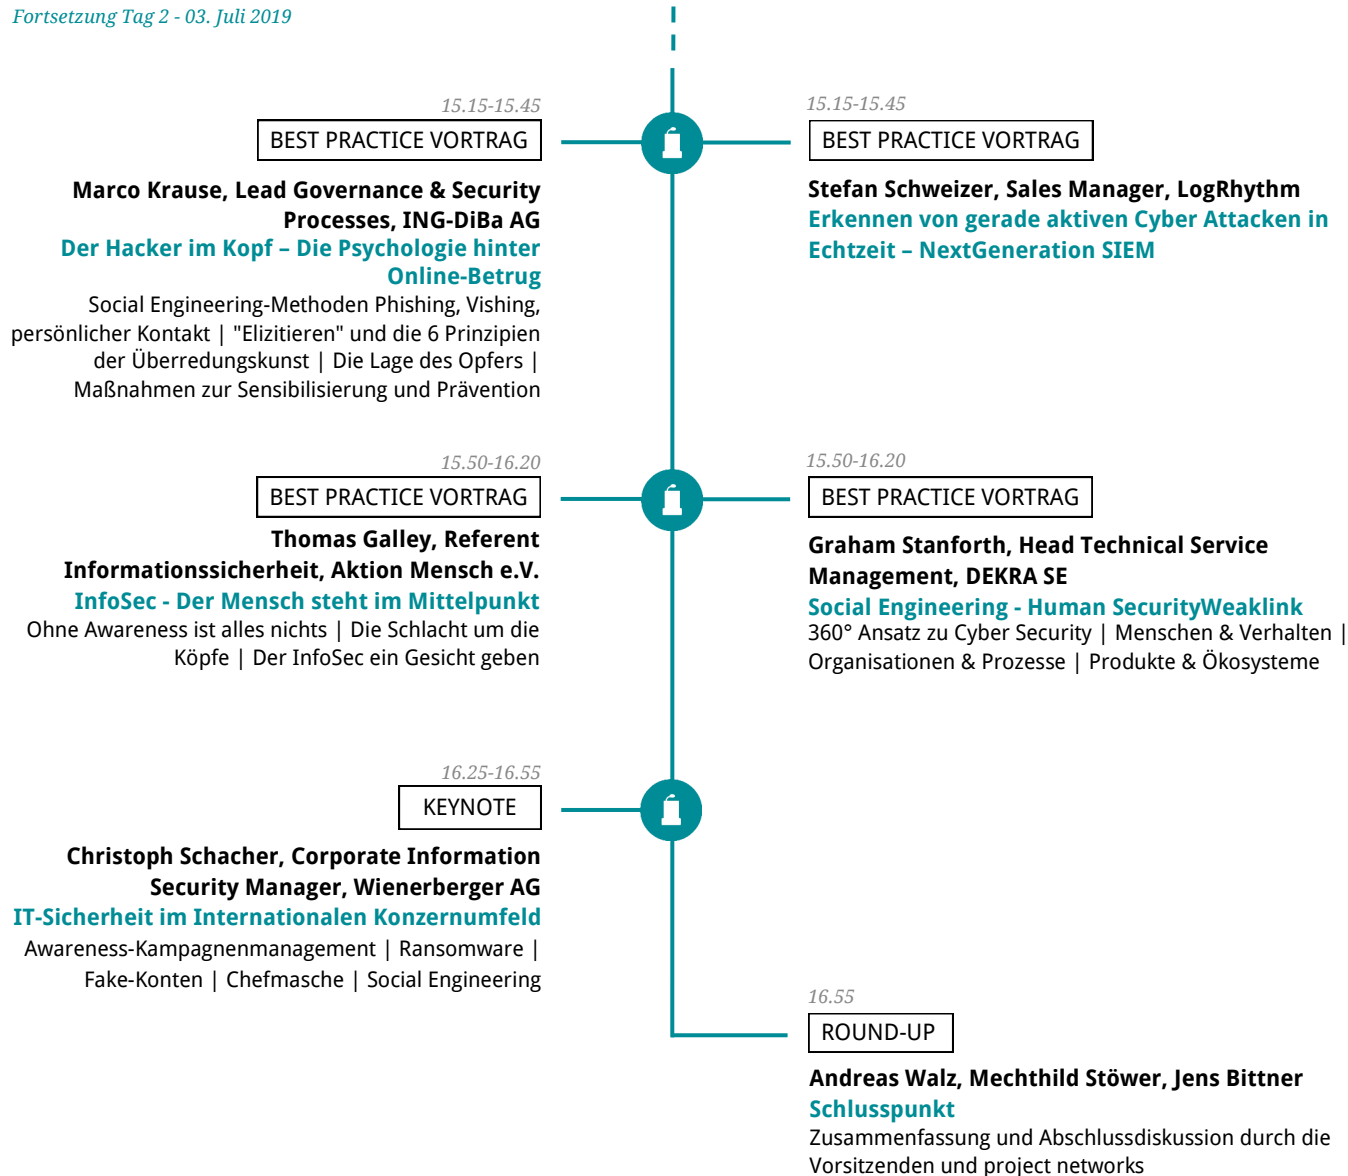 Fortsetzung Tag 2 - 03. Juli 2019
15.15-15.45
BEST PRACTICE VORTRAG
Marco Krause, Lead Governance & Security
Processes, ING-DiBa AG
Der Hacker im Kopf – Die Psychologie hinter
Online-Betrug
Social Engineering-Methoden Phishing, Vishing,
persönlicher Kontakt | "Elizitieren" und die 6 Prinzipien
der Überredungskunst | Die Lage des Opfers |
Maßnahmen zur Sensibilisierung und Prävention
15.15-15.45
BEST PRACTICE VORTRAG
Stefan Schweizer, Sales Manager, LogRhythm
Erkennen von gerade aktiven Cyber Attacken in
Echtzeit – NextGeneration SIEM
15.50-16.20
BEST PRACTICE VORTRAG
Thomas Galley, Referent
Informationssicherheit, Aktion Mensch e.V.
InfoSec - Der Mensch steht im Mittelpunkt
Ohne Awareness ist alles nichts | Die Schlacht um die
Köpfe | Der InfoSec ein Gesicht geben
15.50-16.20
BEST PRACTICE VORTRAG
Graham Stanforth, Head Technical Service
Management, DEKRA SE
Social Engineering - Human SecurityWeaklink
360° Ansatz zu Cyber Security | Menschen & Verhalten |
Organisationen & Prozesse | Produkte & Ökosysteme
16.25-16.55
KEYNOTE
Christoph Schacher, Corporate Information
Security Manager, Wienerberger AG
IT-Sicherheit im Internationalen Konzernumfeld
Awareness-Kampagnenmanagement | Ransomware |
Fake-Konten | Chefmasche | Social Engineering
16.55
ROUND-UP
Andreas Walz, Mechthild Stöwer, Jens Bittner
Schlusspunkt
Zusammenfassung und Abschlussdiskussion durch die
Vorsitzenden und project networks